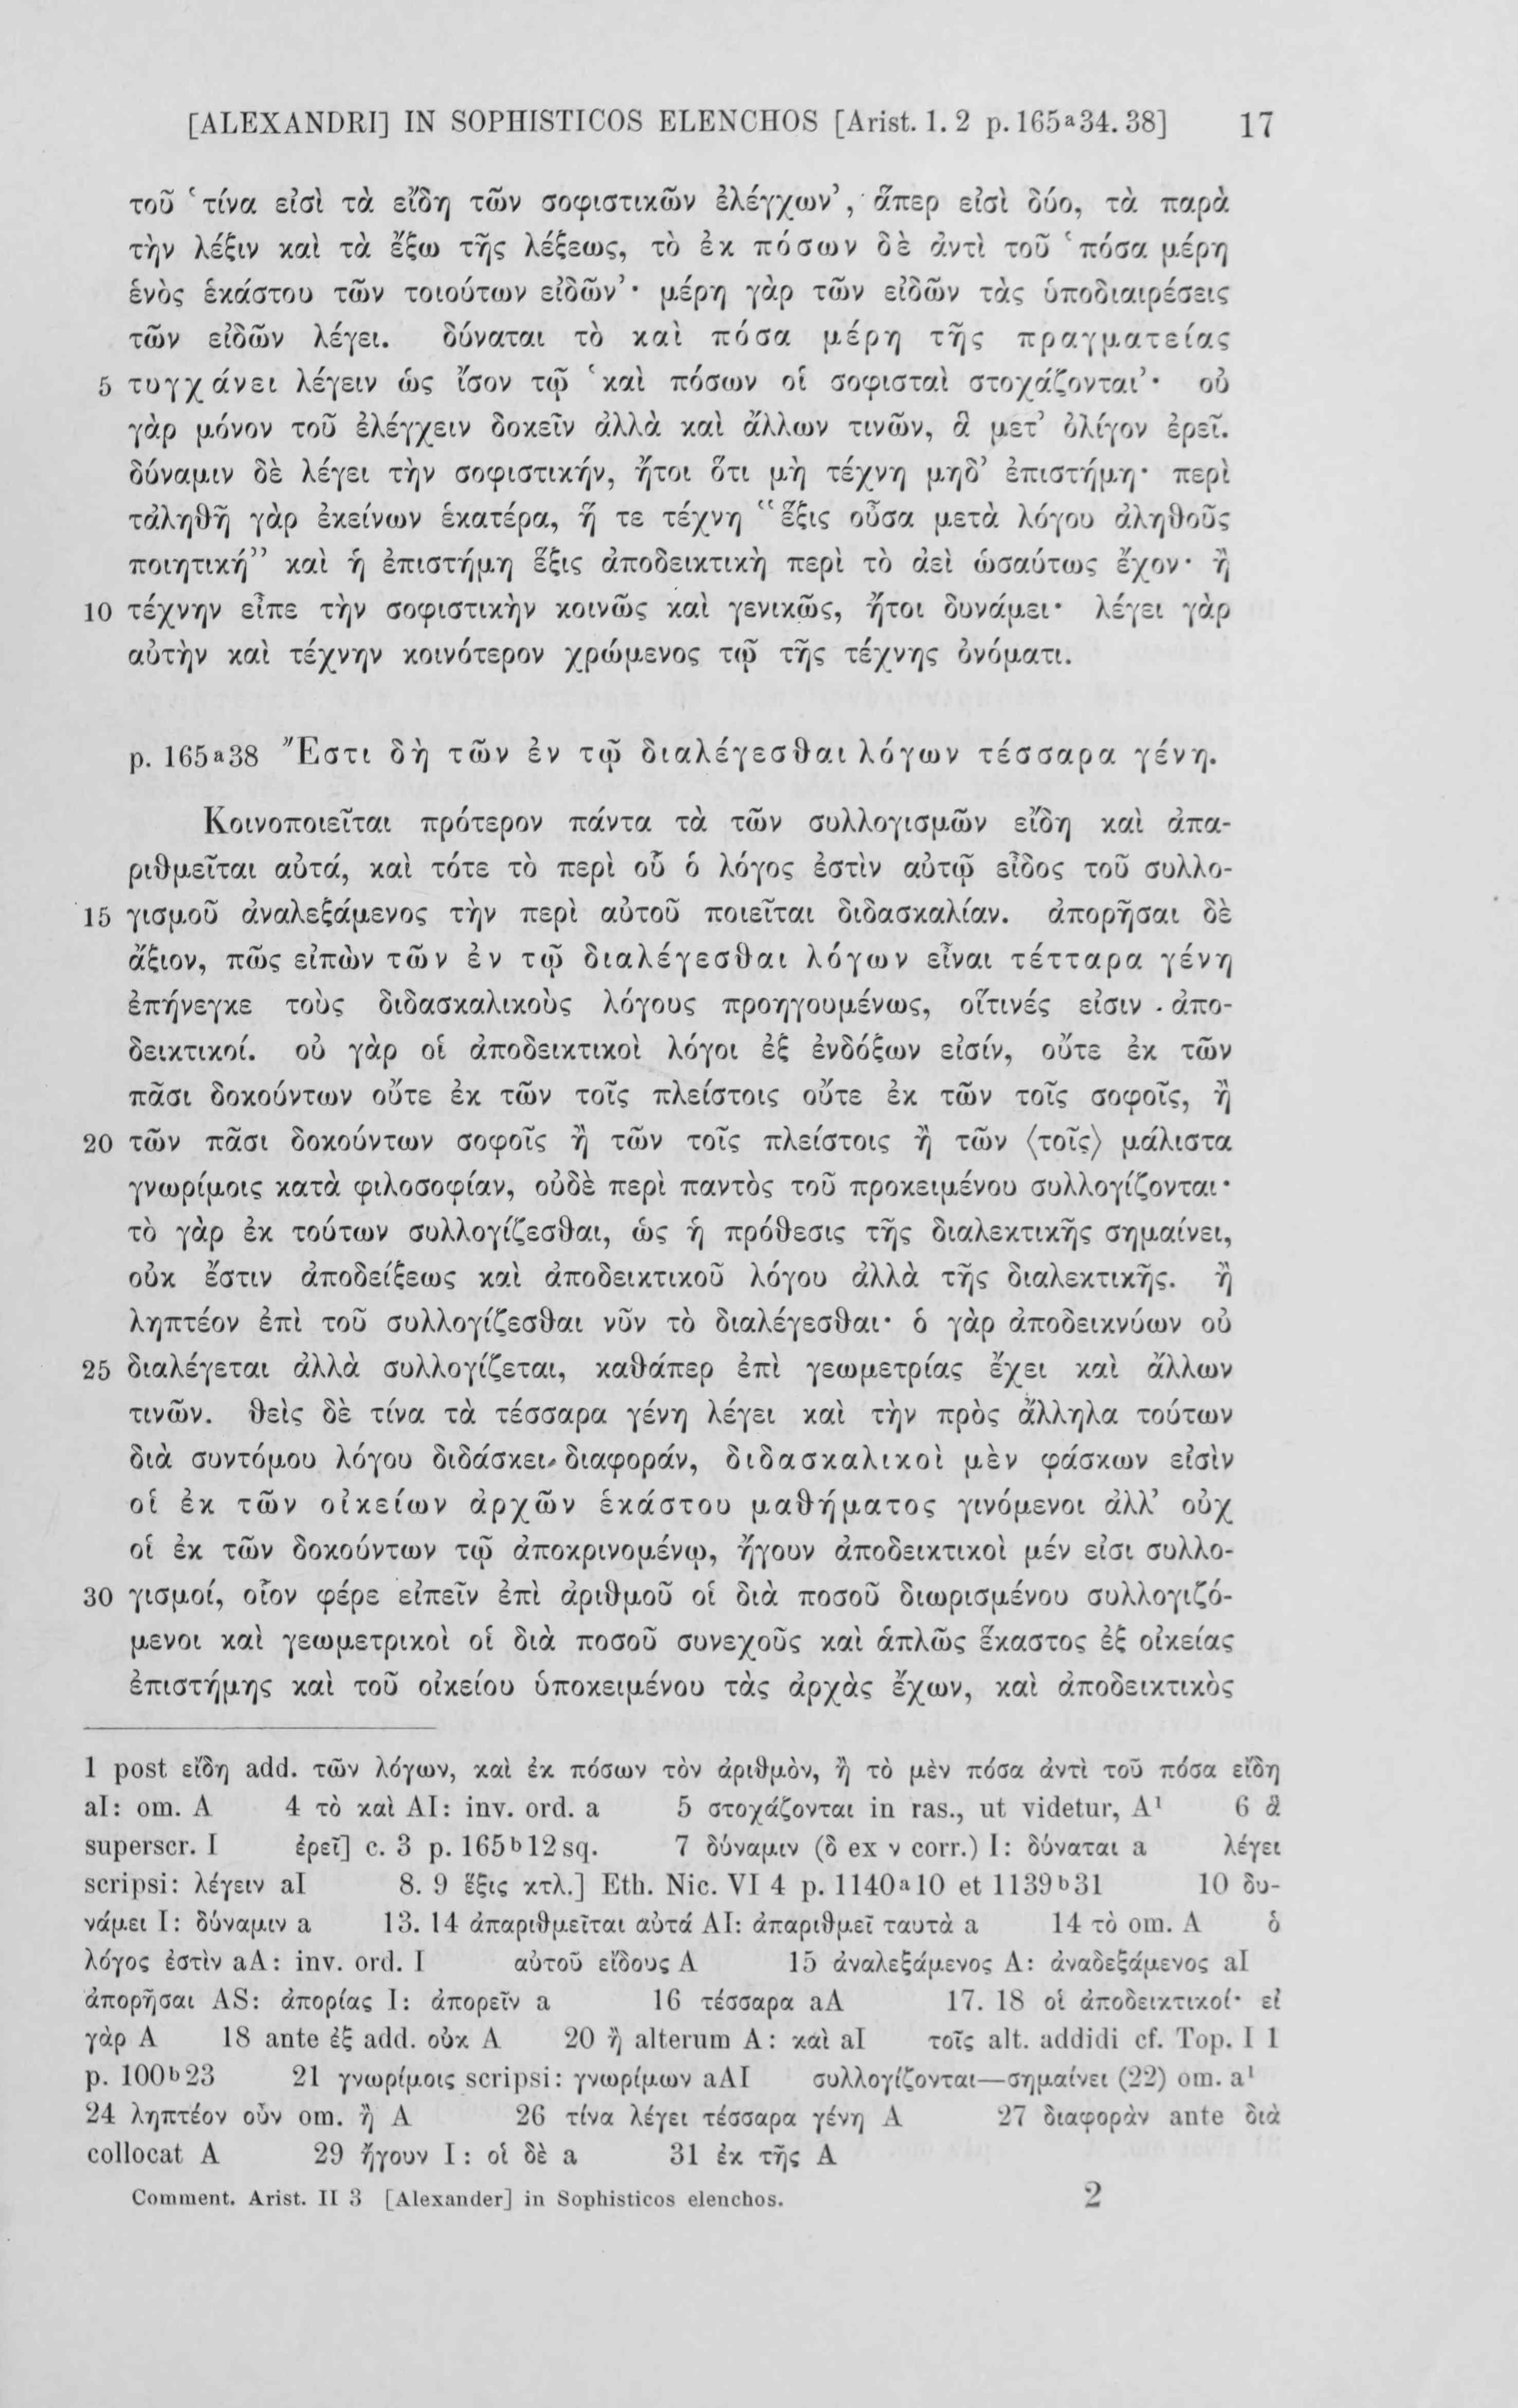 [ALEXANDRI] IN SOPHISTICOS ELENCHOS [Arist. 1. 2 p. 165ᵃ34. 38] 17
τοῦ ‘τίνα εἰσὶ τὰ εἴδη τῶν σοφιστικῶν ἐλέγχων’, ἅπερ εἰσὶ δύο, τὰ παρὰ
τὴν λέξιν καὶ τὰ ἔξω τῆς λέξεως, τὸ ἐκ πόσων δὲ ἀντὶ τοῦ ‘πόσα μέρη
ἑνὸς ἑκάστου τῶν τοιούτων εἰδῶν’· μέρη γὰρ τῶν εἰδῶν τὰς ὑποδιαιρέσεις
τῶν εἰδῶν λέγει. δύναται τὸ καὶ πόσα μέρη τῆς πραγματείας
5 τυγχάνει λέγειν ὡς ἴσον τῷ ‘καὶ πόσων οἱ σοφισταὶ στοχάζονται’· οὐ
γὰρ μόνον τοῦ ἐλέγχειν δοκεῖν ἀλλὰ καὶ ἄλλων τινῶν, ἃ μετ’ ὀλίγον ἐρεῖ.
δύναμιν δὲ λέγει τὴν σοφιστικήν, ἤτοι ὅτι μὴ τέχνη μηδ’ ἐπιστήμη· περὶ
τἀληθῆ γὰρ ἐκείνων ἑκατέρα, ἥ τε τέχνη “ἕξις οὖσα μετὰ λόγου ἀληθοῦς
ποιητική” καὶ ἡ ἐπιστήμη ἕξις ἀποδεικτικὴ περὶ τὸ ἀεὶ ὡσαύτως ἔχον· ἢ
10 τέχνην εἶπε τὴν σοφιστικὴν κοινῶς καὶ γενικῶς, ἤτοι δυνάμει· λέγει γὰρ
αὐτὴν καὶ τέχνην κοινότερον χρώμενος τῷ τῆς τέχνης ὀνόματι.
p. 165ᵃ38 Ἔστι δὴ τῶν ἐν τῷ διαλέγεσθαι λόγων τέσσαρα γένη.
Κοινοποιεῖται πρότερον πάντα τὰ τῶν συλλογισμῶν εἴδη καὶ ἀπα-
ριθμεῖται αὐτά, καὶ τότε τὸ περὶ οὗ ὁ λόγος ἐστὶν αὐτῷ εἶδος τοῦ συλλο-
15 γισμοῦ ἀναλεξάμενος τὴν περὶ αὐτοῦ ποιεῖται διδασκαλίαν. ἀπορῆσαι δὲ
ἄξιον, πῶς εἰπὼν τῶν ἐν τῷ διαλέγεσθαι λόγων εἶναι τέτταρα γένη
ἐπήνεγκε τοὺς διδασκαλικοὺς λόγους προηγουμένως, οἵτινές εἰσιν ἀπο-
δεικτικοί. οὐ γὰρ οἱ ἀποδεικτικοὶ λόγοι ἐξ ἐνδόξων εἰσίν, οὔτε ἐκ τῶν
πᾶσι δοκούντων οὔτε ἐκ τῶν τοῖς πλείστοις οὔτε ἐκ τῶν τοῖς σοφοῖς, ἢ
20 τῶν πᾶσι δοκούντων σοφοῖς ἢ τῶν τοῖς πλείστοις ἢ τῶν ⟨τοῖς⟩ μάλιστα
γνωρίμοις κατὰ φιλοσοφίαν, οὐδὲ περὶ παντὸς τοῦ προκειμένου συλλογίζονται·
τὸ γὰρ ἐκ τούτων συλλογίζεσθαι, ὡς ἡ πρόθεσις τῆς διαλεκτικῆς σημαίνει,
οὐκ ἔστιν ἀποδείξεως καὶ ἀποδεικτικοῦ λόγου ἀλλὰ τῆς διαλεκτικῆς. ἢ
ληπτέον ἐπὶ τοῦ συλλογίζεσθαι νῦν τὸ διαλέγεσθαι· ὁ γὰρ ἀποδεικνύων οὐ
25 διαλέγεται ἀλλὰ συλλογίζεται, καθάπερ ἐπὶ γεωμετρίας ἔχει καὶ ἄλλων
τινῶν. θεὶς δὲ τίνα τὰ τέσσαρα γένη λέγει καὶ τὴν πρὸς ἄλληλα τούτων
διὰ συντόμου λόγου διδάσκει διαφοράν, διδασκαλικοὶ μὲν φάσκων εἰσὶν
οἱ ἐκ τῶν οἰκείων ἀρχῶν ἑκάστου μαθήματος γινόμενοι ἀλλ’ οὐχ
οἱ ἐκ τῶν δοκούντων τῷ ἀποκρινομένῳ, ἤγουν ἀποδεικτικοὶ μέν εἰσι συλλο-
30 γισμοί, οἷον φέρε εἰπεῖν ἐπὶ ἀριθμοῦ οἱ διὰ ποσοῦ διωρισμένου συλλογιζό-
μενοι καὶ γεωμετρικοὶ οἱ διὰ ποσοῦ συνεχοῦς καὶ ἁπλῶς ἕκαστος ἐξ οἰκείας
ἐπιστήμης καὶ τοῦ οἰκείου ὑποκειμένου τὰς ἀρχὰς ἔχων, καὶ ἀποδεικτικὸς
1 post εἴδη add. τῶν λόγων, καὶ ἐκ πόσων τὸν ἀριθμὸν, ἢ τὸ μὲν πόσα ἀντὶ τοῦ πόσα εἴδη
aI: om. A 4 τὸ καὶ AI: inv. ord. a 5 στοχάζονται in ras., ut videtur, A¹ 6 ἃ
superscr. I ἐρεῖ] c. 3 p. 165ᵇ12 sq. 7 δύναμιν (δ ex ν corr.) I: δύναται a λέγει
scripsi: λέγειν aI 8. 9 ἕξις κτλ.] Eth. Nic. VI 4 p. 1140ᵃ10 et 1139ᵇ31 10 δυ-
νάμει I: δύναμιν a 13. 14 ἀπαριθμεῖται αὐτά AI: ἀπαριθμεῖ ταυτὰ a 14 τὸ om. A ὁ
λόγος ἐστὶν aA: inv. ord. I αὐτοῦ εἴδους A 15 ἀναλεξάμενος A: ἀναδεξάμενος aI
ἀπορῆσαι AS: ἀπορίας I: ἀπορεῖν a 16 τέσσαρα aA 17. 18 οἱ ἀποδεικτικοί· εἰ
γὰρ A 18 ante ἐξ add. οὐκ A 20 ἢ alterum A: καὶ aI τοῖς alt. addidi cf. Top. I 1
p. 100ᵇ23 21 γνωρίμοις scripsi: γνωρίμων aAI συλλογίζονται—σημαίνει (22) om. a¹
24 ληπτέον οὖν om. ἢ A 26 τίνα λέγει τέσσαρα γένη A 27 διαφορὰν ante διὰ
collocat A 29 ἤγουν I: οἱ δὲ a 31 ἐκ τῆς A
Comment. Arist. II 3 [Alexander] in Sophisticos elenchos. 2